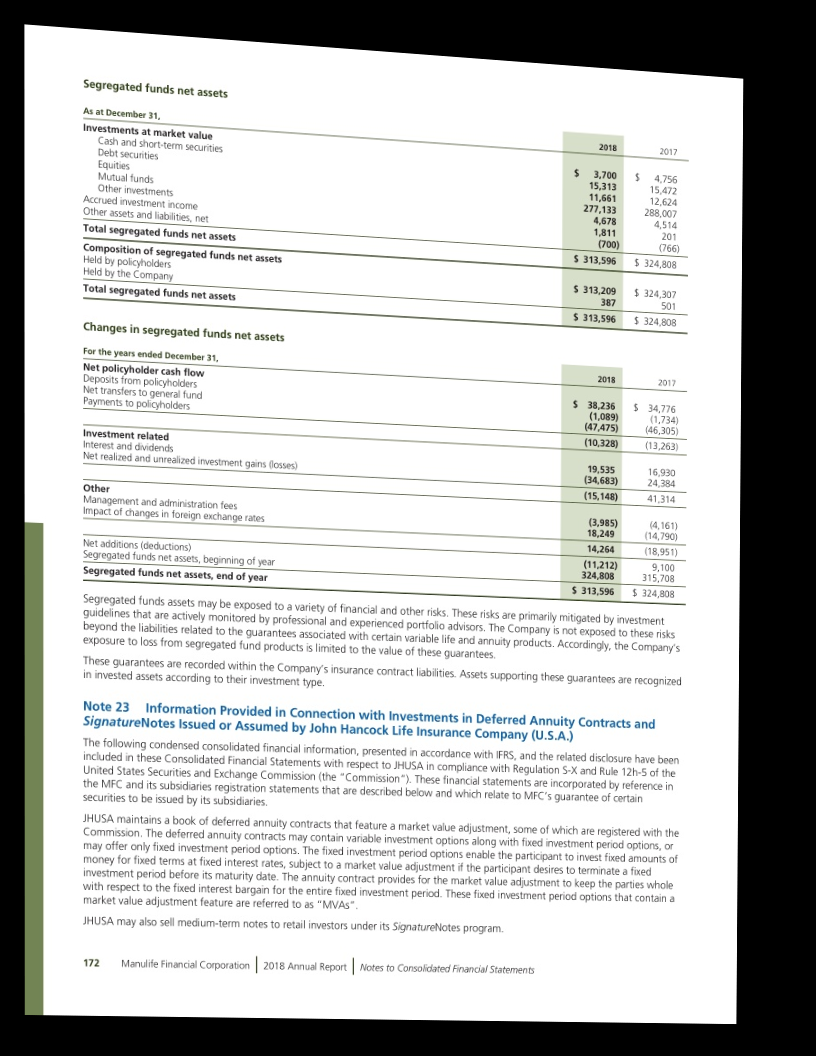 Segregated funds net assets
As at December 31, 2018 2017
Investments at market value
Cash and short-term securities $ 3,700 $ 4,756
Debt securities 15,313 15,472
Equities 11,661 12,624
Mutual funds 277,133 288,007
Other investments 4,678 4,514
Accrued investment income 1,811 201
Other assets and liabilities, net (700) (766)
Total segregated funds net assets $ 313,596 $ 324,808
Composition of segregated funds net assets
Held by policyholders $ 313,209 $ 324,307
Held by the Company 387 501
Total segregated funds net assets $ 313,596 $ 324,808
Changes in segregated funds net assets
For the years ended December 31, 2018 2017
Net policyholder cash flow
Deposits from policyholders $ 38,236 $ 34,776
Net transfers to general fund (1,089) (1,734)
Payments to policyholders (47,475) (46,305)
(10,328) (13,263)
Investment related
Interest and dividends 19,535 16,930
Net realized and unrealized investment gains (losses) (34,683) 24,384
(15,148) 41,314
Other
Management and administration fees (3,985) (4,161)
Impact of changes in foreign exchange rates 18,249 (14,790)
14,264 (18,951)
Net additions (deductions) (11,212) 9,100
Segregated funds net assets, beginning of year 324,808 315,708
Segregated funds net assets, end of year $ 313,596 $ 324,808
Segregated funds assets may be exposed to a variety of financial and other risks. These risks are primarily mitigated by investment
guidelines that are actively monitored by professional and experienced portfolio advisors. The Company is not exposed to these risks
beyond the liabilities related to the guarantees associated with certain variable life and annuity products. Accordingly, the Company's
exposure to loss from segregated fund products is limited to the value of these guarantees.
These guarantees are recorded within the Company's insurance contract liabilities. Assets supporting these guarantees are recognized
in invested assets according to their investment type.
Note 23 Information Provided in Connection with Investments in Deferred Annuity Contracts and
SignatureNotes Issued or Assumed by John Hancock Life Insurance Company (U.S.A.)
The following condensed consolidated financial information, presented in accordance with IFRS, and the related disclosure have been
included in these Consolidated Financial Statements with respect to JHUSA in compliance with Regulation S-X and Rule 12h-5 of the
United States Securities and Exchange Commission (the "Commission"). These financial statements are incorporated by reference in
the MFC and its subsidiaries registration statements that are described below and which relate to MFC's guarantee of certain
securities to be issued by its subsidiaries.
JHUSA maintains a book of deferred annuity contracts that feature a market value adjustment, some of which are registered with the
Commission. The deferred annuity contracts may contain variable investment options along with fixed investment period options, or
may offer only fixed investment period options. The fixed investment period options enable the participant to invest fixed amounts of
money for fixed terms at fixed interest rates, subject to a market value adjustment if the participant desires to terminate a fixed
investment period before its maturity date. The annuity contract provides for the market value adjustment to keep the parties whole
with respect to the fixed interest bargain for the entire fixed investment period. These fixed investment period options that contain a
market value adjustment feature are referred to as "MVAs".
JHUSA may also sell medium-term notes to retail investors under its SignatureNotes program.
172 Manulife Financial Corporation | 2018 Annual Report | Notes to Consolidated Financial Statements